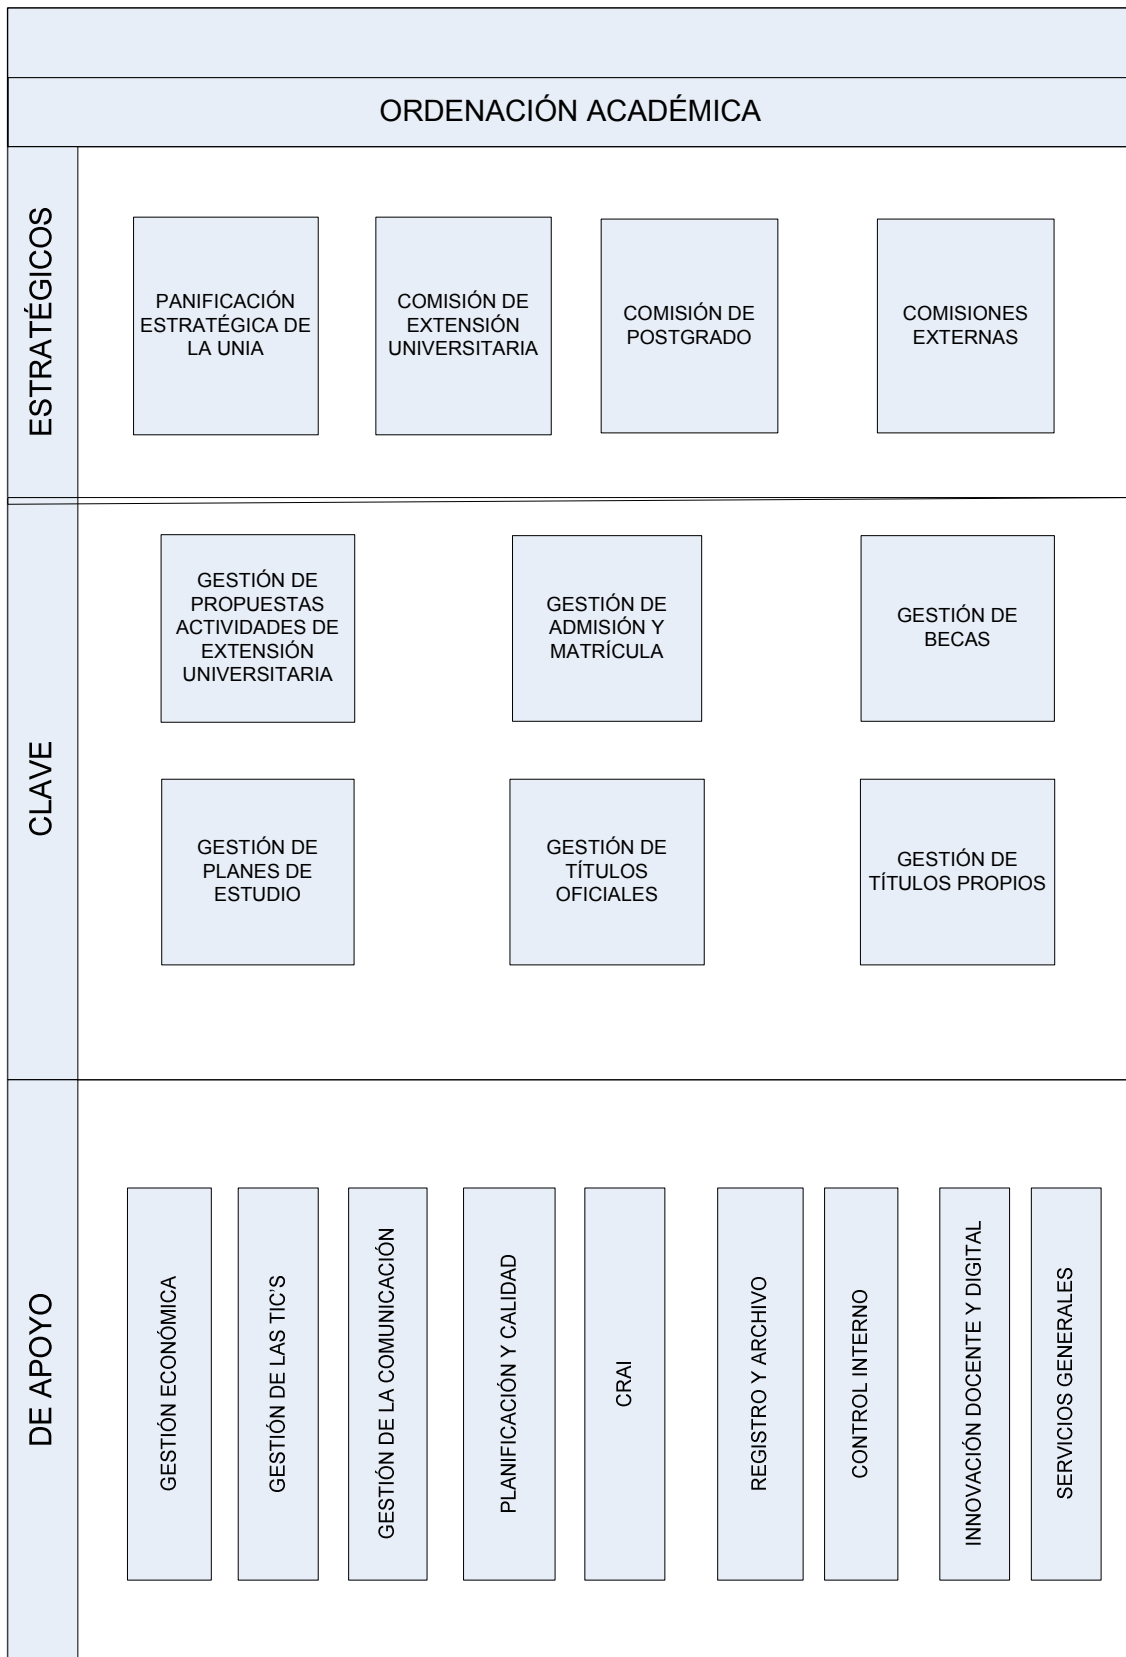 ORDENACIÓN ACADÉMICA
ESTRATÉGICOS
PANIFICACIÓN
ESTRATÉGICA DE
LA UNIA
COMISIÓN DE
EXTENSIÓN
UNIVERSITARIA
COMISIÓN DE
POSTGRADO
COMISIONES
EXTERNAS
CLAVE
GESTIÓN DE
PROPUESTAS
ACTIVIDADES DE
EXTENSIÓN
UNIVERSITARIA
GESTIÓN DE
ADMISIÓN Y
MATRÍCULA
GESTIÓN DE
BECAS
GESTIÓN DE
PLANES DE
ESTUDIO
GESTIÓN DE
TÍTULOS
OFICIALES
GESTIÓN DE
TÍTULOS PROPIOS
DE APOYO
GESTIÓN ECONÓMICA
GESTIÓN DE LAS TIC'S
GESTIÓN DE LA COMUNICACIÓN
PLANIFICACIÓN Y CALIDAD
CRAI
REGISTRO Y ARCHIVO
CONTROL INTERNO
INNOVACIÓN DOCENTE Y DIGITAL
SERVICIOS GENERALES